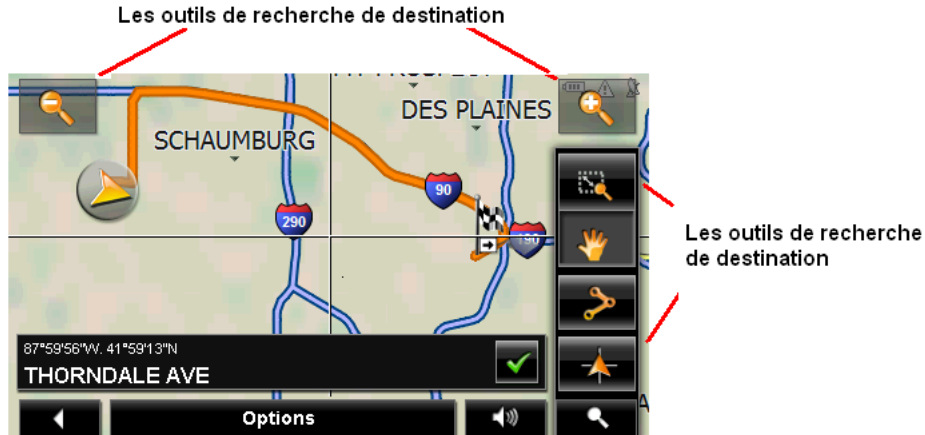 Les outils de recherche de destination
DES PLAINES
SCHAUMBURG
90
290
190
Les outils de recherche
de destination
87°59'56"W. 41°59'13"N
THORNDALE AVE
Options